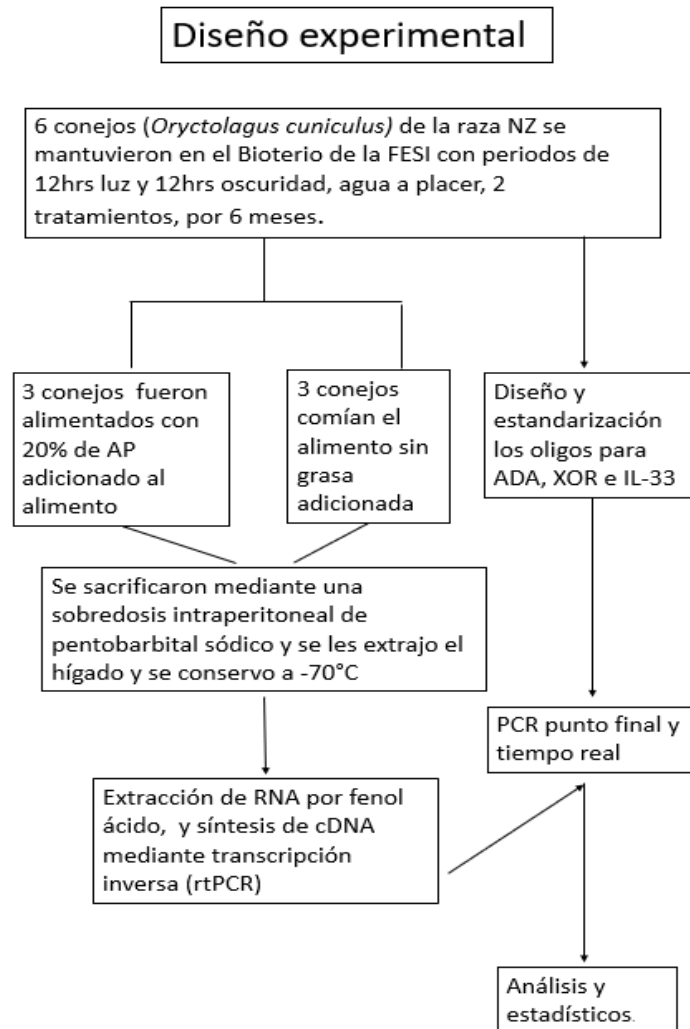 Diseño experimental
6 conejos (Oryctolagus cuniculus) de la raza NZ se
mantuvieron en el Bioterio de la FESI con periodos de
12hrs luz y 12hrs oscuridad, agua a placer, 2
tratamientos, por 6 meses.
3 conejos fueron
alimentados con
20% de AP
adicionado al
alimento
3 conejos
comían el
alimento sin
grasa
adicionada
Diseño y
estandarización
los oligos para
ADA, XOR e IL-33
Se sacrificaron mediante una
sobredosis intraperitoneal de
pentobarbital sódico y se les extrajo el
hígado y se conservo a -70°C
PCR punto final y
tiempo real
Extracción de RNA por fenol
ácido, y síntesis de cDNA
mediante transcripción
inversa (rtPCR)
Análisis y
estadísticos.